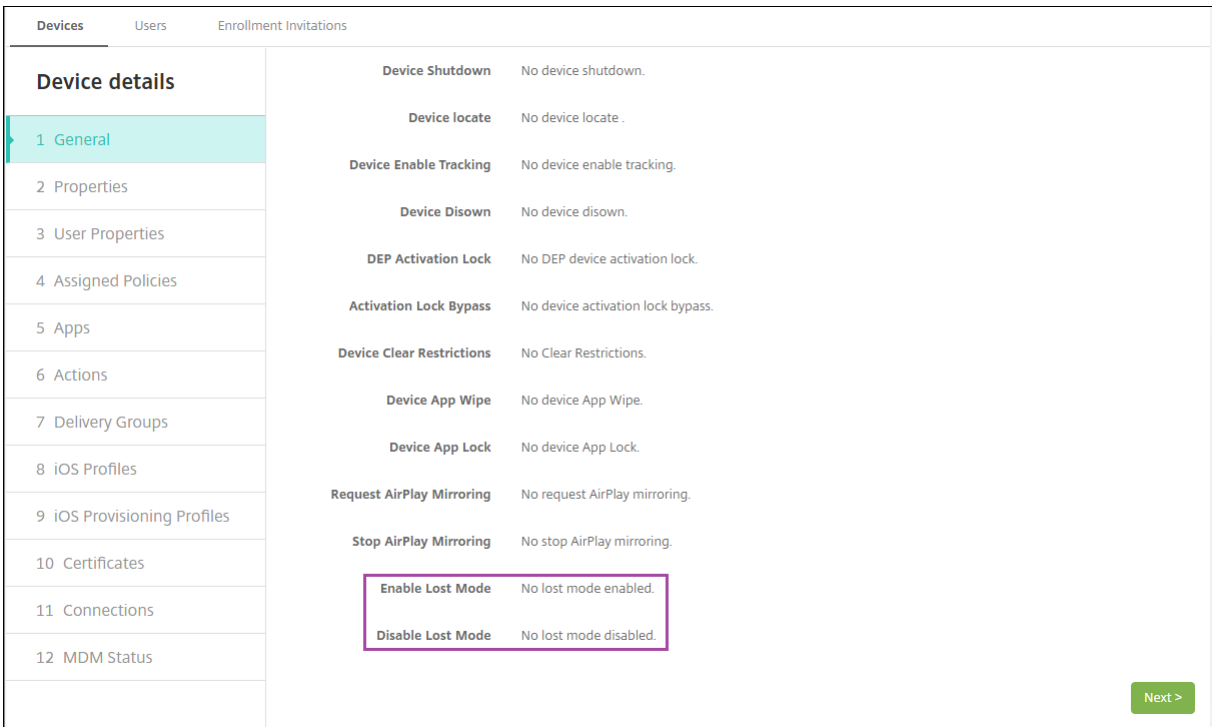 Devices Users Enrollment Invitations
Device details
1 General
2 Properties
3 User Properties
4 Assigned Policies
5 Apps
6 Actions
7 Delivery Groups
8 iOS Profiles
9 iOS Provisioning Profiles
10 Certificates
11 Connections
12 MDM Status
Device Shutdown No device shutdown.
Device locate No device locate .
Device Enable Tracking No device enable tracking.
Device Disown No device disown.
DEP Activation Lock No DEP device activation lock.
Activation Lock Bypass No device activation lock bypass.
Device Clear Restrictions No Clear Restrictions.
Device App Wipe No device App Wipe.
Device App Lock No device App Lock.
Request AirPlay Mirroring No request AirPlay mirroring.
Stop AirPlay Mirroring No stop AirPlay mirroring.
Enable Lost Mode No lost mode enabled.
Disable Lost Mode No lost mode disabled.
Next >